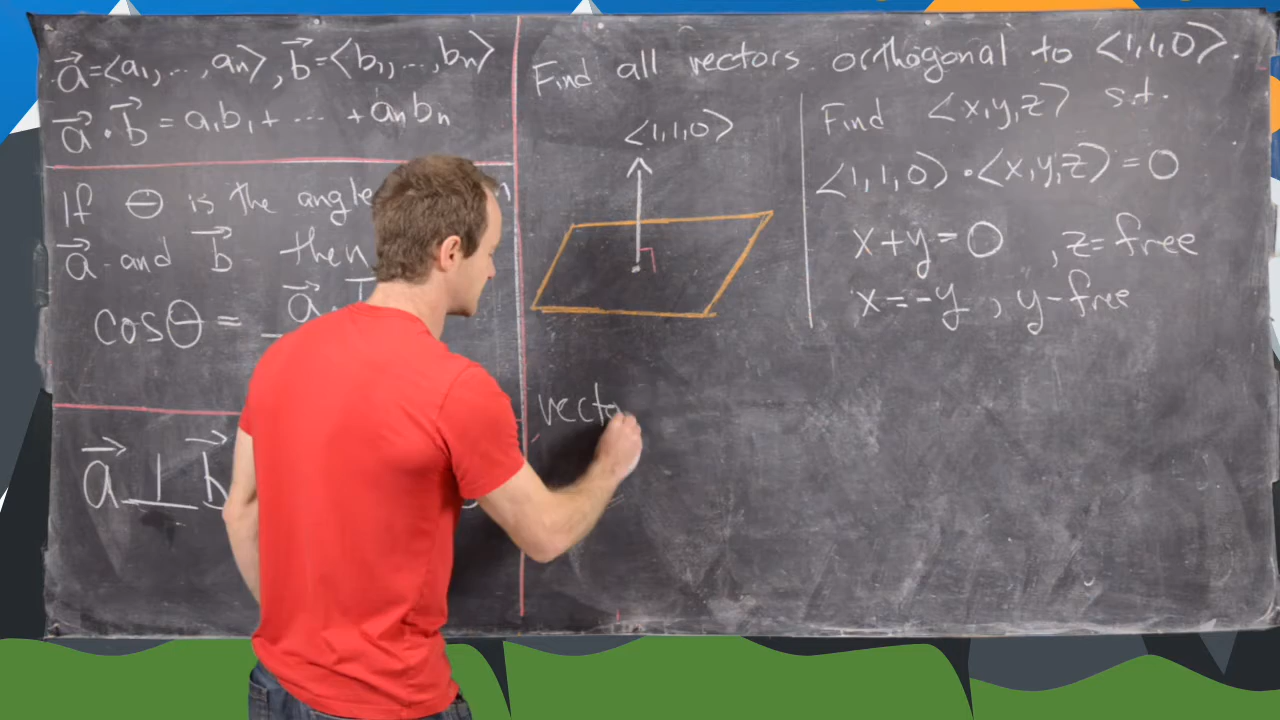 a⃗=<a₁, ... , aₙ>, b⃗=<b₁, ... , bₙ>
a⃗ · b⃗ = a₁b₁ + ... + aₙbₙ
If θ is the angle
a⃗ and b⃗ then
cosθ = a⃗ ·
a⃗ ⊥ b⃗
Find all vectors orthogonal to <1,1,0>.
<1,1,0>
Find <x,y,z> s.t.
<1,1,0> · <x,y,z> = 0
x+y=0 , z=free
x=-y , y-free
vecto